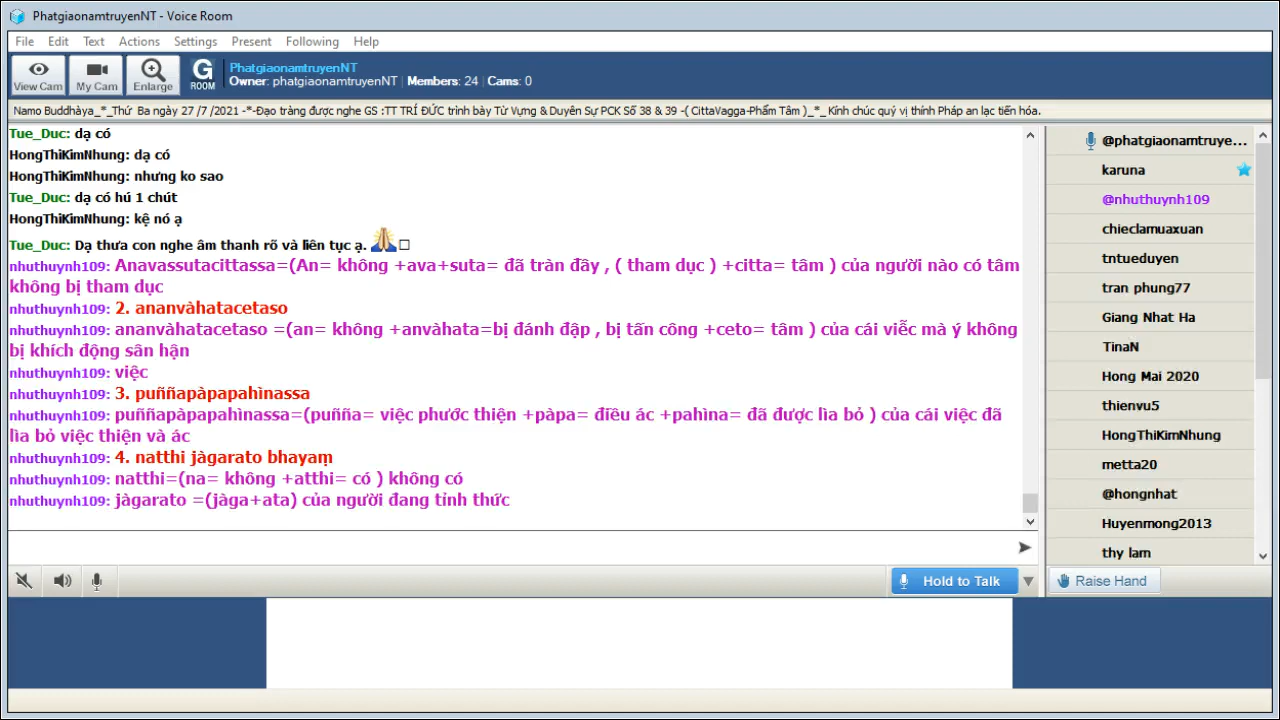 PhatgiaonamtruyenNT - Voice Room
File Edit Text Actions Settings Present Following Help
View Cam
My Cam
Enlarge
G ROOM
PhatgiaonamtruyenNT
Owner: phatgiaonamtruyenNT | Members: 24 | Cams: 0
Namo Buddhàya_*_Thứ Ba ngày 27 /7 /2021 -*-Đạo tràng được nghe GS :TT TRÍ ĐỨC trình bày Từ Vựng & Duyên Sự PCK Số 38 & 39 -( CittaVagga-Phẩm Tâm )_*_ Kính chúc quý vị thính Pháp an lạc tiến hóa.
Tue_Duc: dạ có
HongThiKimNhung: dạ có
HongThiKimNhung: nhưng ko sao
Tue_Duc: dạ có hú 1 chút
HongThiKimNhung: kệ nó ạ
Tue_Duc: Dạ thưa con nghe âm thanh rõ và liên tục ạ. 🙏□
nhuthuynh109: Anavassutacittassa=(An= không +ava+suta= đã tràn đầy , ( tham dục ) +citta= tâm ) của người nào có tâm
không bị tham dục
nhuthuynh109: 2. ananvàhatacetaso
nhuthuynh109: ananvàhatacetaso =(an= không +anvàhata=bị đánh đập , bị tấn công +ceto= tâm ) của cái viễc mà ý không
bị khích động sân hận
nhuthuynh109: việc
nhuthuynh109: 3. puññapàpapahìnassa
nhuthuynh109: puññapàpapahìnassa=(puñña= việc phước thiện +pàpa= điều ác +pahìna= đã được lìa bỏ ) của cái việc đã
lìa bỏ việc thiện và ác
nhuthuynh109: 4. natthi jàgarato bhayaṃ
nhuthuynh109: natthi=(na= không +atthi= có ) không có
nhuthuynh109: jàgarato =(jàga+ata) của người đang tỉnh thức
@phatgiaonamtruye...
karuna
@nhuthuynh109
chieclamuaxuan
tntueduyen
tran phung77
Giang Nhat Ha
TinaN
Hong Mai 2020
thienvu5
HongThiKimNhung
metta20
@hongnhat
Huyenmong2013
thy lam
Hold to Talk
Raise Hand